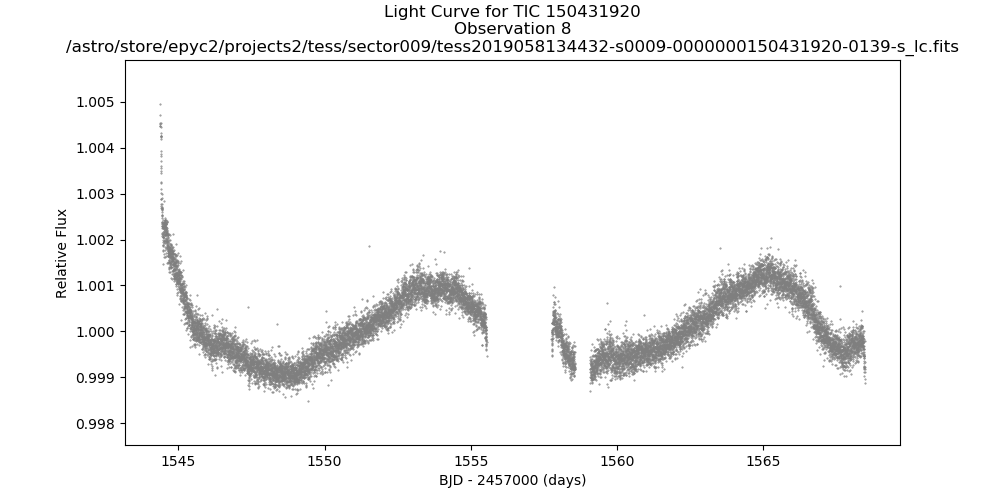 Light Curve for TIC 150431920
Observation 8
/astro/store/epyc2/projects2/tess/sector009/tess2019058134432-s0009-0000000150431920-0139-s_lc.fits
1.005
1.004
1.003
1.002
1.001
1.000
0.999
0.998
Relative Flux
1545 1550 1555 1560 1565
BJD - 2457000 (days)